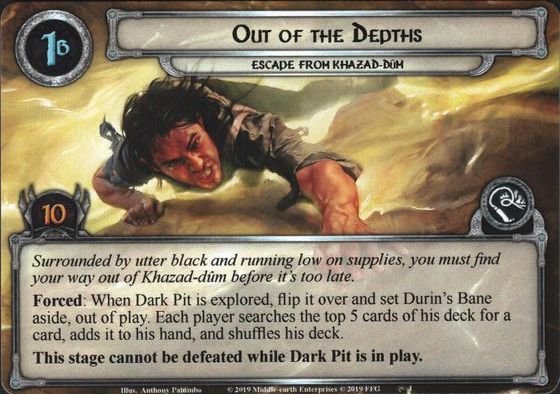 1B
OUT OF THE DEPTHS
ESCAPE FROM KHAZAD-DÛM
10
Surrounded by utter black and running low on supplies, you must find
your way out of Khazad-dûm before it's too late.
Forced: When Dark Pit is explored, flip it over and set Durin's Bane
aside, out of play. Each player searches the top 5 cards of his deck for a
card, adds it to his hand, and shuffles his deck.
This stage cannot be defeated while Dark Pit is in play.
Illus. Anthony Palumbo © 2019 Middle-earth Enterprises © 2019 FFG